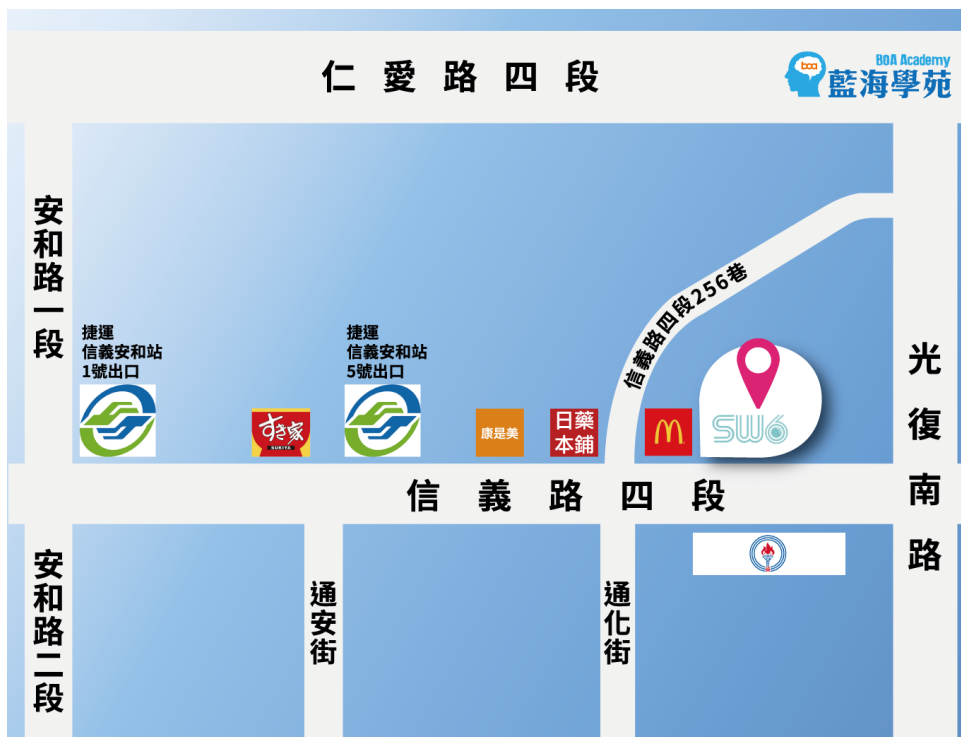 仁愛路四段
boa
BOA Academy
藍海學苑
安和路一段
信義路四段256巷
捷運
信義安和站
1號出口
捷運
信義安和站
5號出口
光復南路
すき家
SUKIYA
康是美
日藥
本鋪
SW6
信義路四段
安和路二段
通安街
通化街